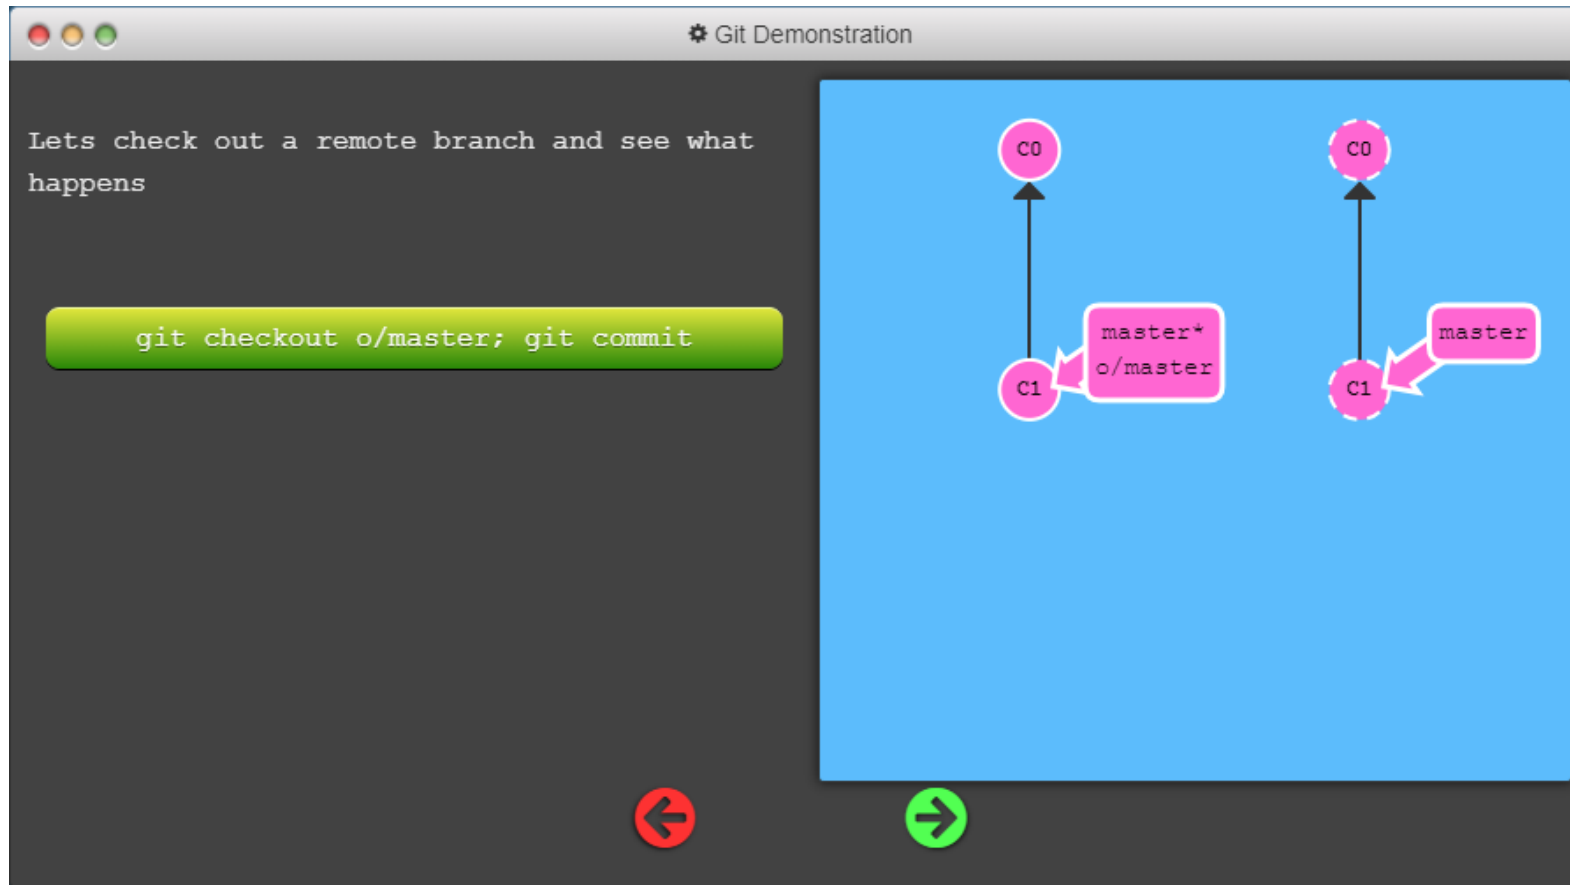 Git Demonstration
Lets check out a remote branch and see what
happens
git checkout o/master; git commit
C0
C0
master*
o/master
master
C1
C1